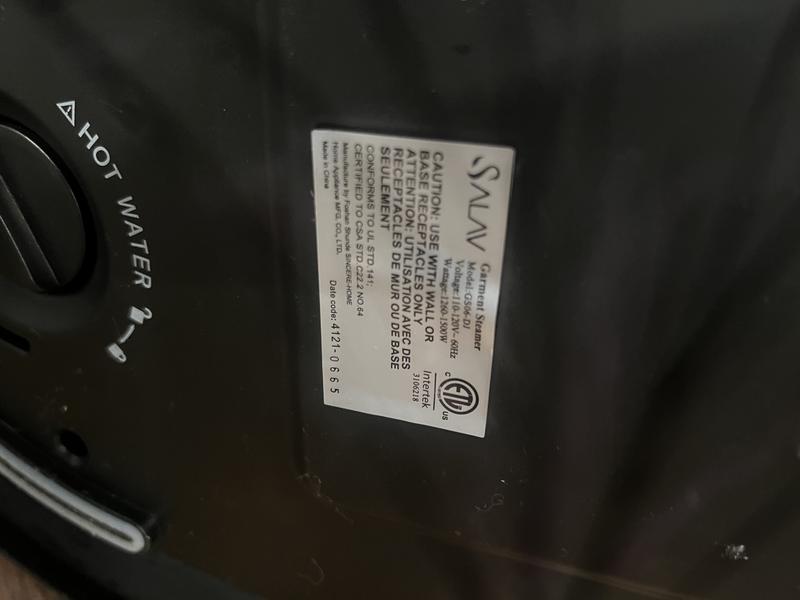 HOT WATER
SALAV
Garment Steamer
Model:GS06-DJ
Voltage:110-120V~ 60Hz
Wattage:1260-1500W
C ETL US
Intertek
3106218
CAUTION: USE WITH WALL OR
BASE RECEPTACLES ONLY
ATTENTION: UTILISATION AVEC DES
RECEPTACLES DE MUR OU DE BASE
SEULEMENT
CONFORMS TO UL STD.141;
CERTIFIED TO CSA STD.C22.2 NO.64
Manufacture by Foshan Shunde SINCERE-HOME
Home Appliance MFG. CO., LTD.
Made in China
Date code: 4121-0665